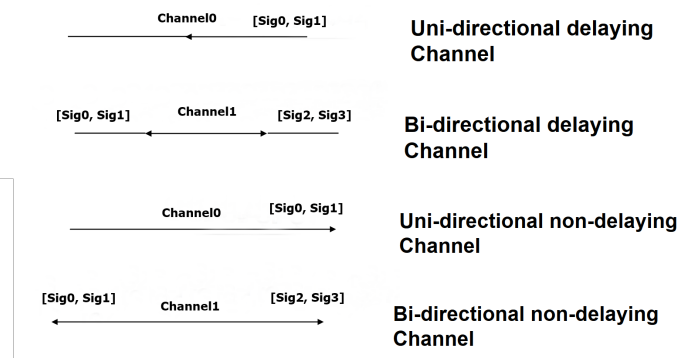 Channel0 [Sig0, Sig1]
Uni-directional delaying
Channel
[Sig0, Sig1] Channel1 [Sig2, Sig3]
Bi-directional delaying
Channel
Channel0 [Sig0, Sig1]
Uni-directional non-delaying
Channel
[Sig0, Sig1] Channel1 [Sig2, Sig3]
Bi-directional non-delaying
Channel